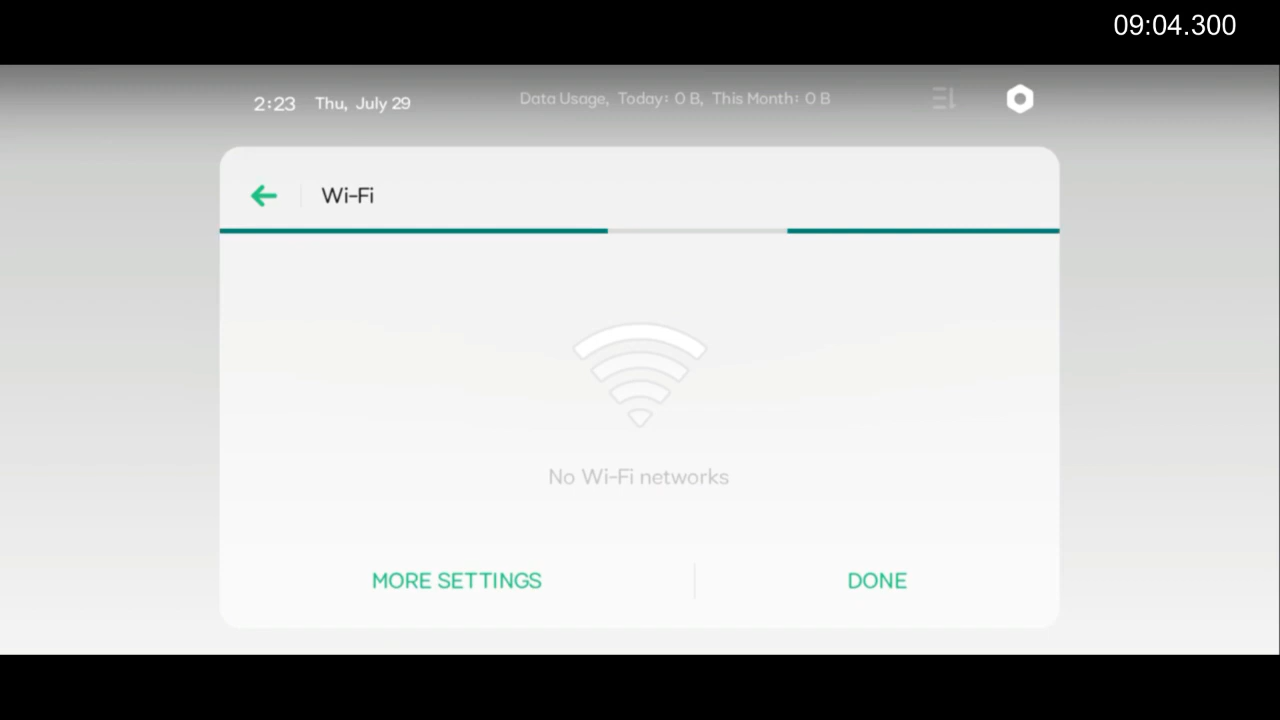 09:04.300
2:23 Thu, July 29 Data Usage, Today: 0 B, This Month: 0 B
Wi-Fi
No Wi-Fi networks
MORE SETTINGS DONE